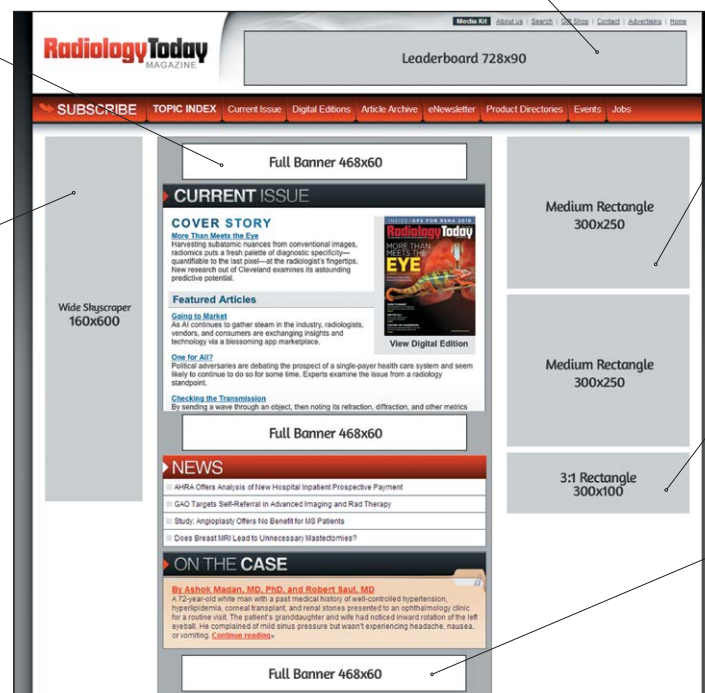 Media Kit | About us | Search | Gift Shop | Contact | Advertising | Home
RadiologyToday
MAGAZINE
Leaderboard 728x90
SUBSCRIBE TOPIC INDEX Current Issue Digital Editions Article Archive eNewsletter Product Directories Events Jobs
Wide Skyscraper
160x600
Full Banner 468x60
CURRENT ISSUE
COVER STORY
More Than Meets the Eye
Harvesting subatomic nuances from conventional images,
radiomics puts a fresh palette of diagnostic specificity—
quantifiable to the last pixel—at the radiologist's fingertips.
New research out of Cleveland examines its astounding
predictive potential.
RadiologyToday
MORE THAN
MEETS THE
EYE
View Digital Edition
Featured Articles
Going to Market
As AI continues to gather steam in the industry, radiologists,
vendors, and consumers are exchanging insights and
technology via a blossoming app marketplace.
One for All?
Political adversaries are debating the prospect of a single-payer health care system and seem
likely to continue to do so for some time. Experts examine the issue from a radiology
standpoint.
Checking the Transmission
By sending a wave through an object, then noting its refraction, diffraction, and other metrics
Full Banner 468x60
NEWS
AHRA Offers Analysis of New Hospital Inpatient Prospective Payment
GAO Targets Self-Referral in Advanced Imaging and Rad Therapy
Study: Angioplasty Offers No Benefit for MS Patients
Does Breast MRI Lead to Unnecessary Mastectomies?
ON THE CASE
By Ashok Madan, MD, PhD, and Robert Saul, MD
A 72-year-old white man with a past medical history of well-controlled hypertension,
hyperlipidemia, corneal transplant, and renal stones presented to an ophthalmology clinic
for a routine visit. The patient's granddaughter and wife had noticed inward rotation of the left
eyeball. He complained of mild sinus pressure but wasn't experiencing headache, nausea,
or vomiting. Continue reading»
Full Banner 468x60
Medium Rectangle
300x250
Medium Rectangle
300x250
3:1 Rectangle
300x100